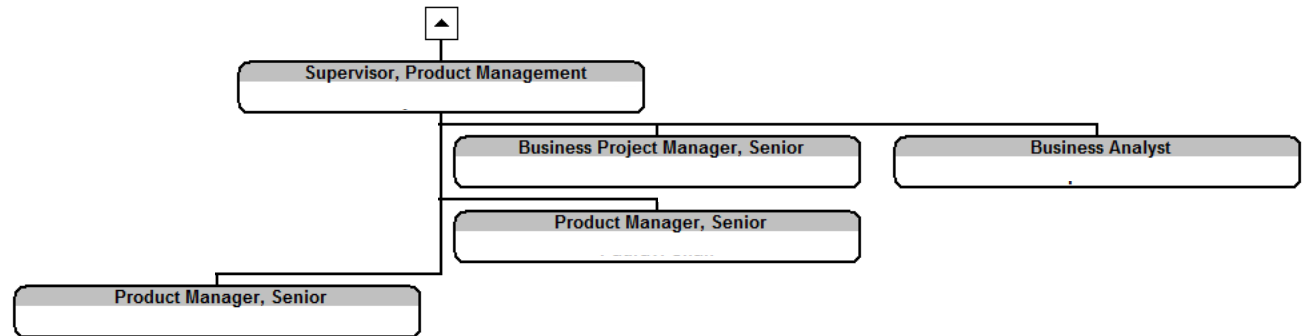 Supervisor, Product Management
Business Project Manager, Senior
Business Analyst
Product Manager, Senior
Product Manager, Senior